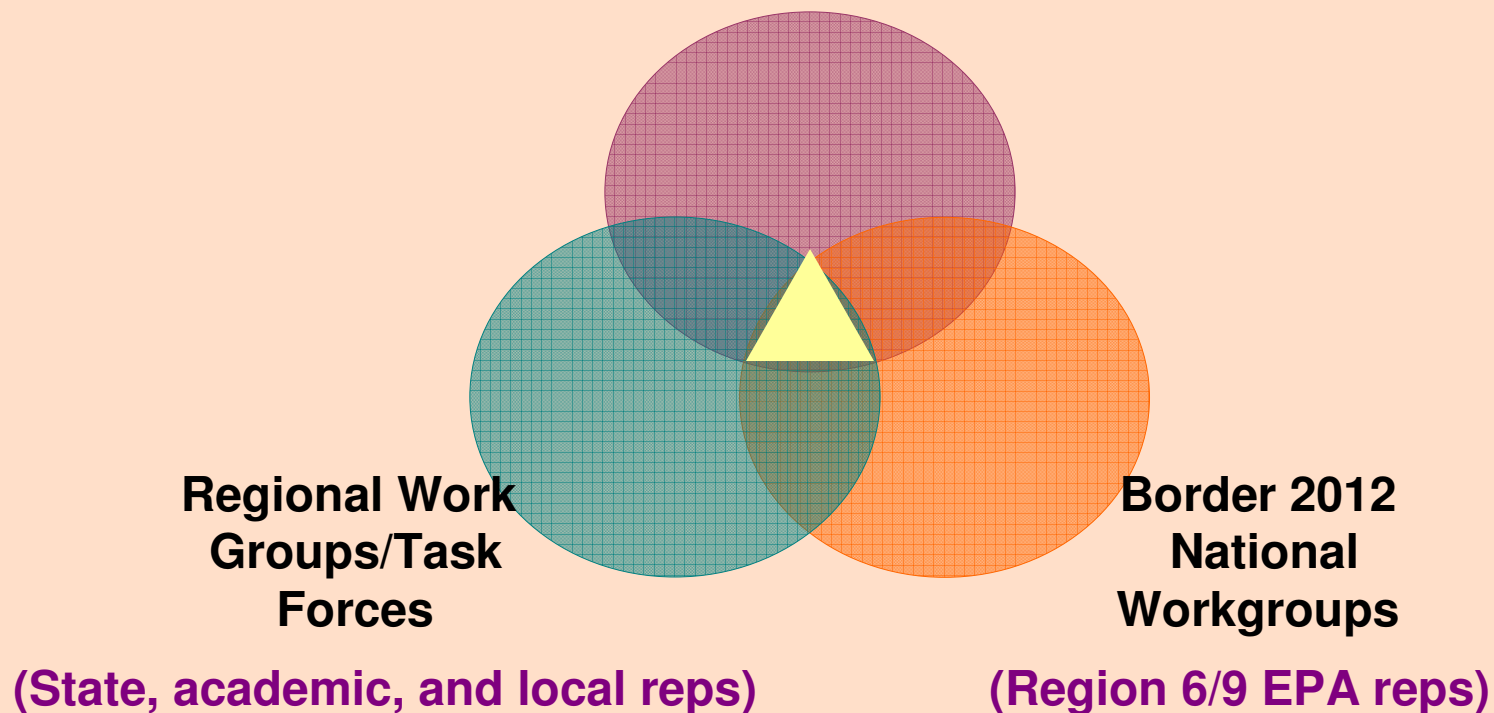 Regional Work
Groups/Task
Forces
(State, academic, and local reps)
Border 2012
National
Workgroups
(Region 6/9 EPA reps)